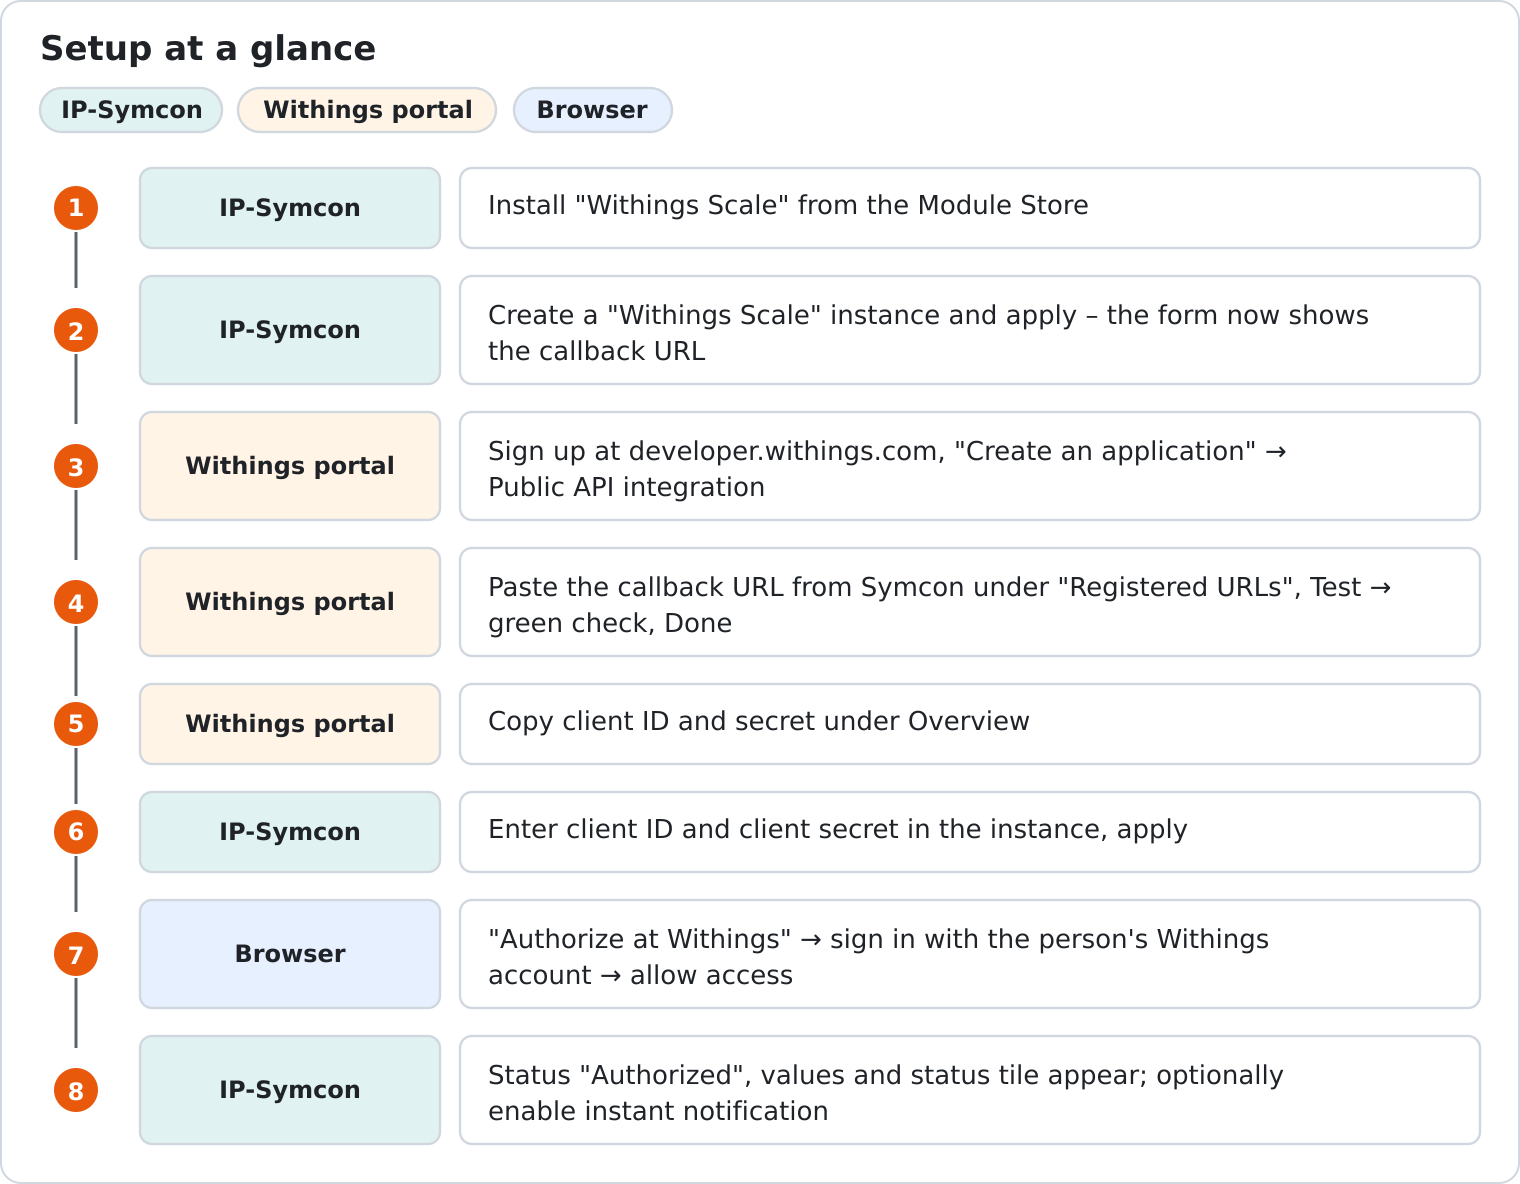 Setup at a glance
IP-Symcon
Withings portal
Browser
1
IP-Symcon
Install "Withings Scale" from the Module Store
2
IP-Symcon
Create a "Withings Scale" instance and apply – the form now shows
the callback URL
3
Withings portal
Sign up at developer.withings.com, "Create an application" →
Public API integration
4
Withings portal
Paste the callback URL from Symcon under "Registered URLs", Test →
green check, Done
5
Withings portal
Copy client ID and secret under Overview
6
IP-Symcon
Enter client ID and client secret in the instance, apply
7
Browser
"Authorize at Withings" → sign in with the person's Withings
account → allow access
8
IP-Symcon
Status "Authorized", values and status tile appear; optionally
enable instant notification